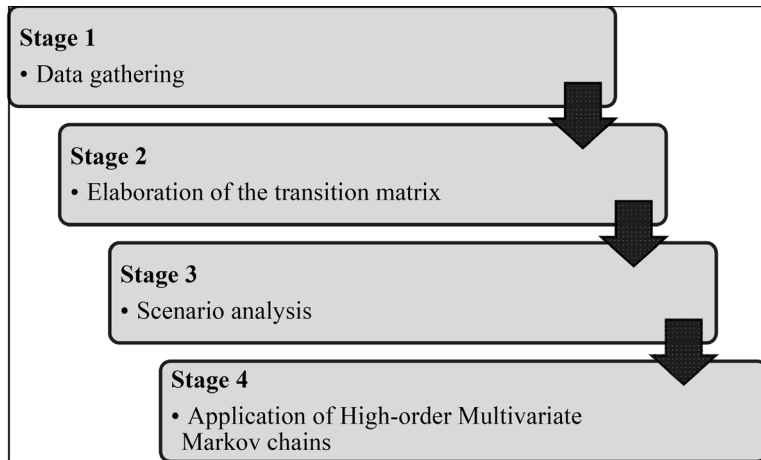 Stage 1
• Data gathering
Stage 2
• Elaboration of the transition matrix
Stage 3
• Scenario analysis
Stage 4
• Application of High-order Multivariate
Markov chains